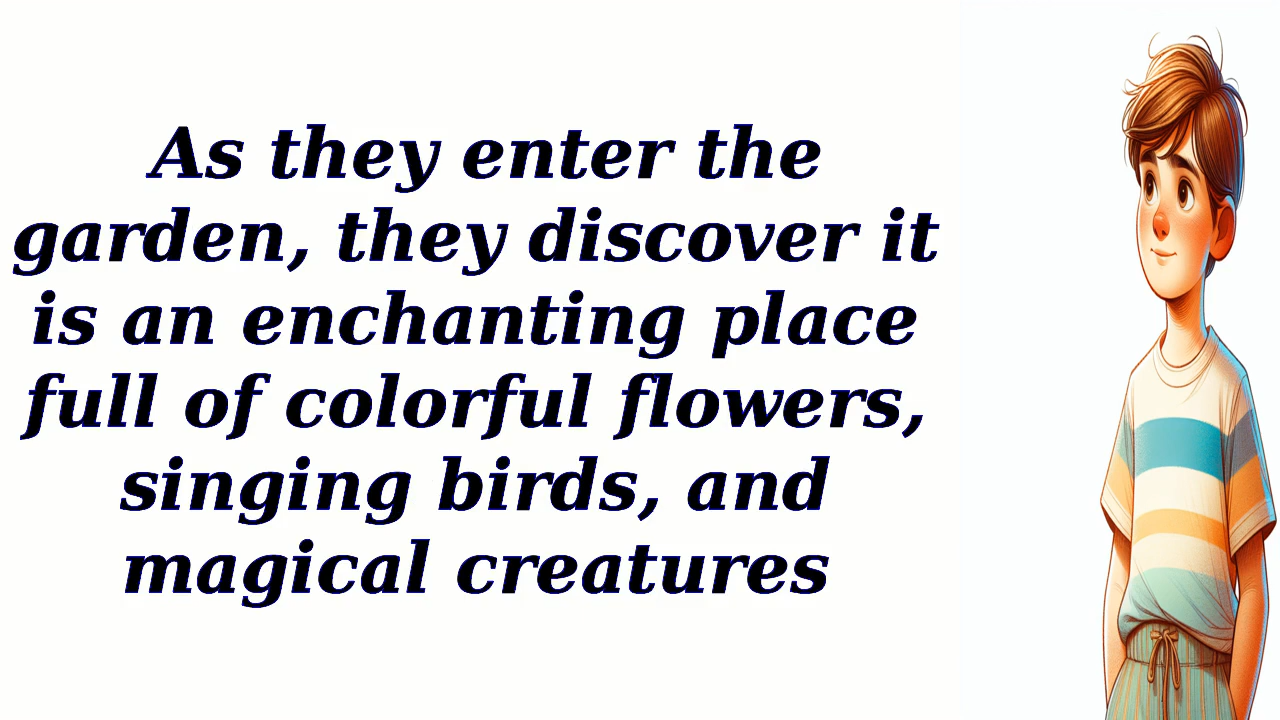 As they enter the
garden, they discover it
is an enchanting place
full of colorful flowers,
singing birds, and
magical creatures